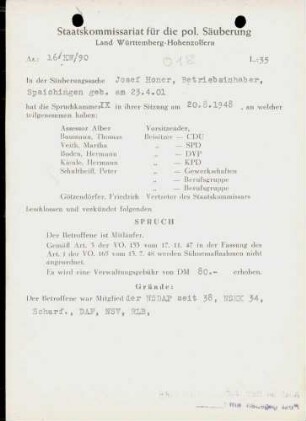 Staatskommissariat für die pol. Säuberung
Land Württemberg-Hohenzollern
Az: 16/KW/90
L.35
In der Säuberungssache Josef Honer, Betriebsinhaber,
Spaichingen geb. am 23.4.01
hat die Spruchkammer XX in ihrer Sitzung am 20.8.1948, an welcher
teilgenommen haben:
Assessor Alber Vorsitzender,
Baumann, Thomas Beisitzer — CDU
Veith, Martha „ — SPD
Boden, Hermann „ — DVP
Kienle, Hermann „ — KPD
Schaltheiß, Peter „ — Gewerkschaften
„ — Berufsgruppe
„ — Berufsgruppe
Götzendörfer, Friedrich Vertreter des Staatskommissars
beschlossen und verkündet folgenden
SPRUCH
Der Betroffene ist Mitläufer.
Gemäß Art. 5 der VO. 133 vom 17. 11. 47 in der Fassung des
Art. 1 der VO. 165 vom 13. 7. 48 werden Sühnemaßnahmen nicht
angeordnet.
Es wird eine Verwaltungsgebühr von DM 80.— erhoben.
Gründe:
Der Betroffene war Mitglied der NSDAP seit 38, NSKK 34,
Scharf., DAF, NSV, RLB,